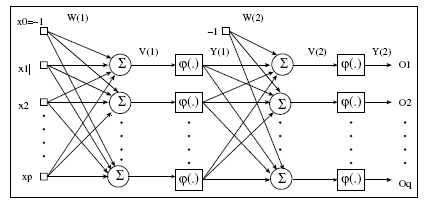 x0=-1 W(1) W(2)
-1
V(1) Y(1) V(2) Y(2)
x1| Σ φ(.) Σ φ(.) O1
x2 Σ φ(.) Σ φ(.) O2
xp Σ φ(.) Σ φ(.) Oq